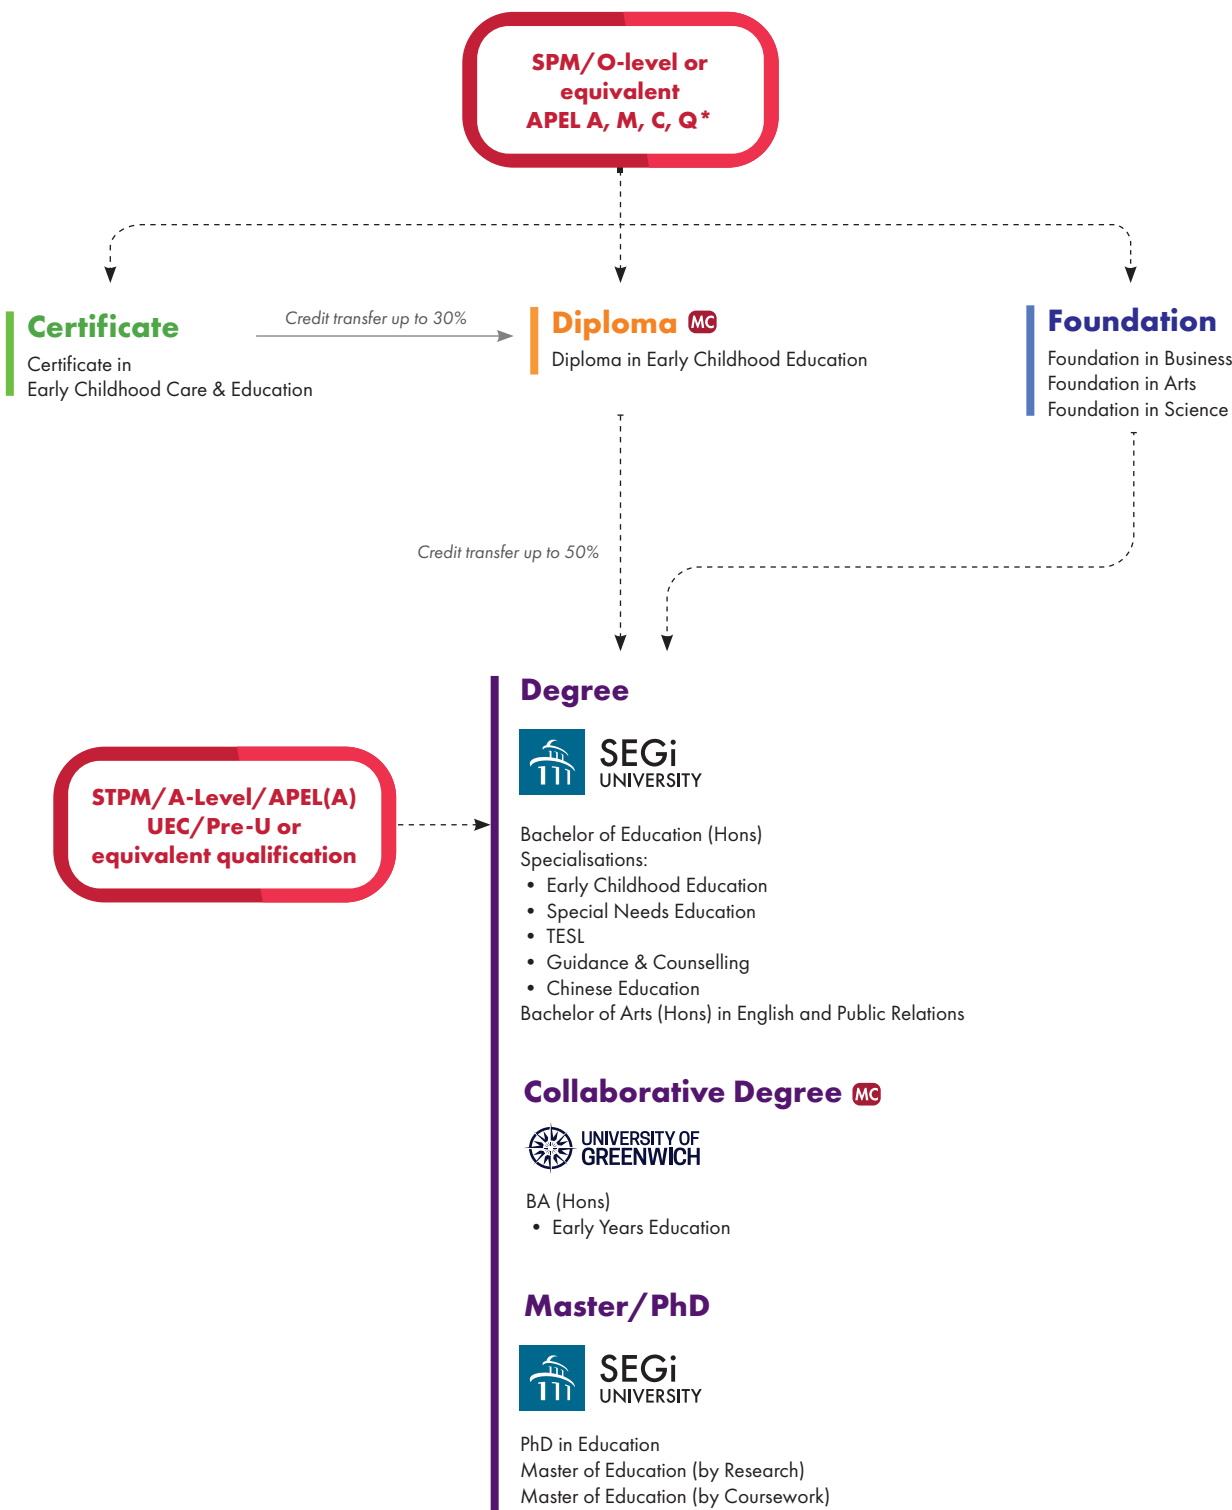 SPM/O-level or
equivalent
APEL A, M, C, Q*
Certificate
Certificate in
Early Childhood Care & Education
Credit transfer up to 30%
Diploma MC
Diploma in Early Childhood Education
Foundation
Foundation in Business
Foundation in Arts
Foundation in Science
Credit transfer up to 50%
STPM/A-Level/APEL(A)
UEC/Pre-U or
equivalent qualification
Degree
SEGi
UNIVERSITY
Bachelor of Education (Hons)
Specialisations:
• Early Childhood Education
• Special Needs Education
• TESL
• Guidance & Counselling
• Chinese Education
Bachelor of Arts (Hons) in English and Public Relations
Collaborative Degree MC
UNIVERSITY OF
GREENWICH
BA (Hons)
• Early Years Education
Master/PhD
SEGi
UNIVERSITY
PhD in Education
Master of Education (by Research)
Master of Education (by Coursework)